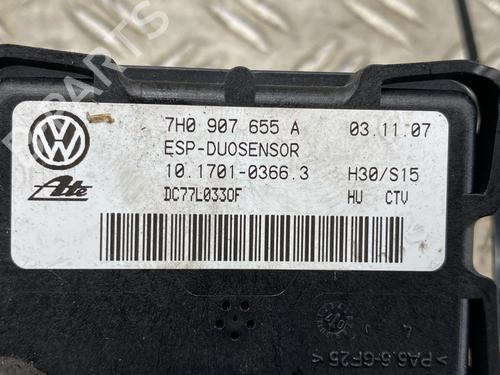 7H0 907 655 A 03.11.07
ESP-DUOSENSOR
10.1701-0366.3 H30/S15
DC77L0330F HU CTV
Ate
>PA6.6-GF25<
PARTS